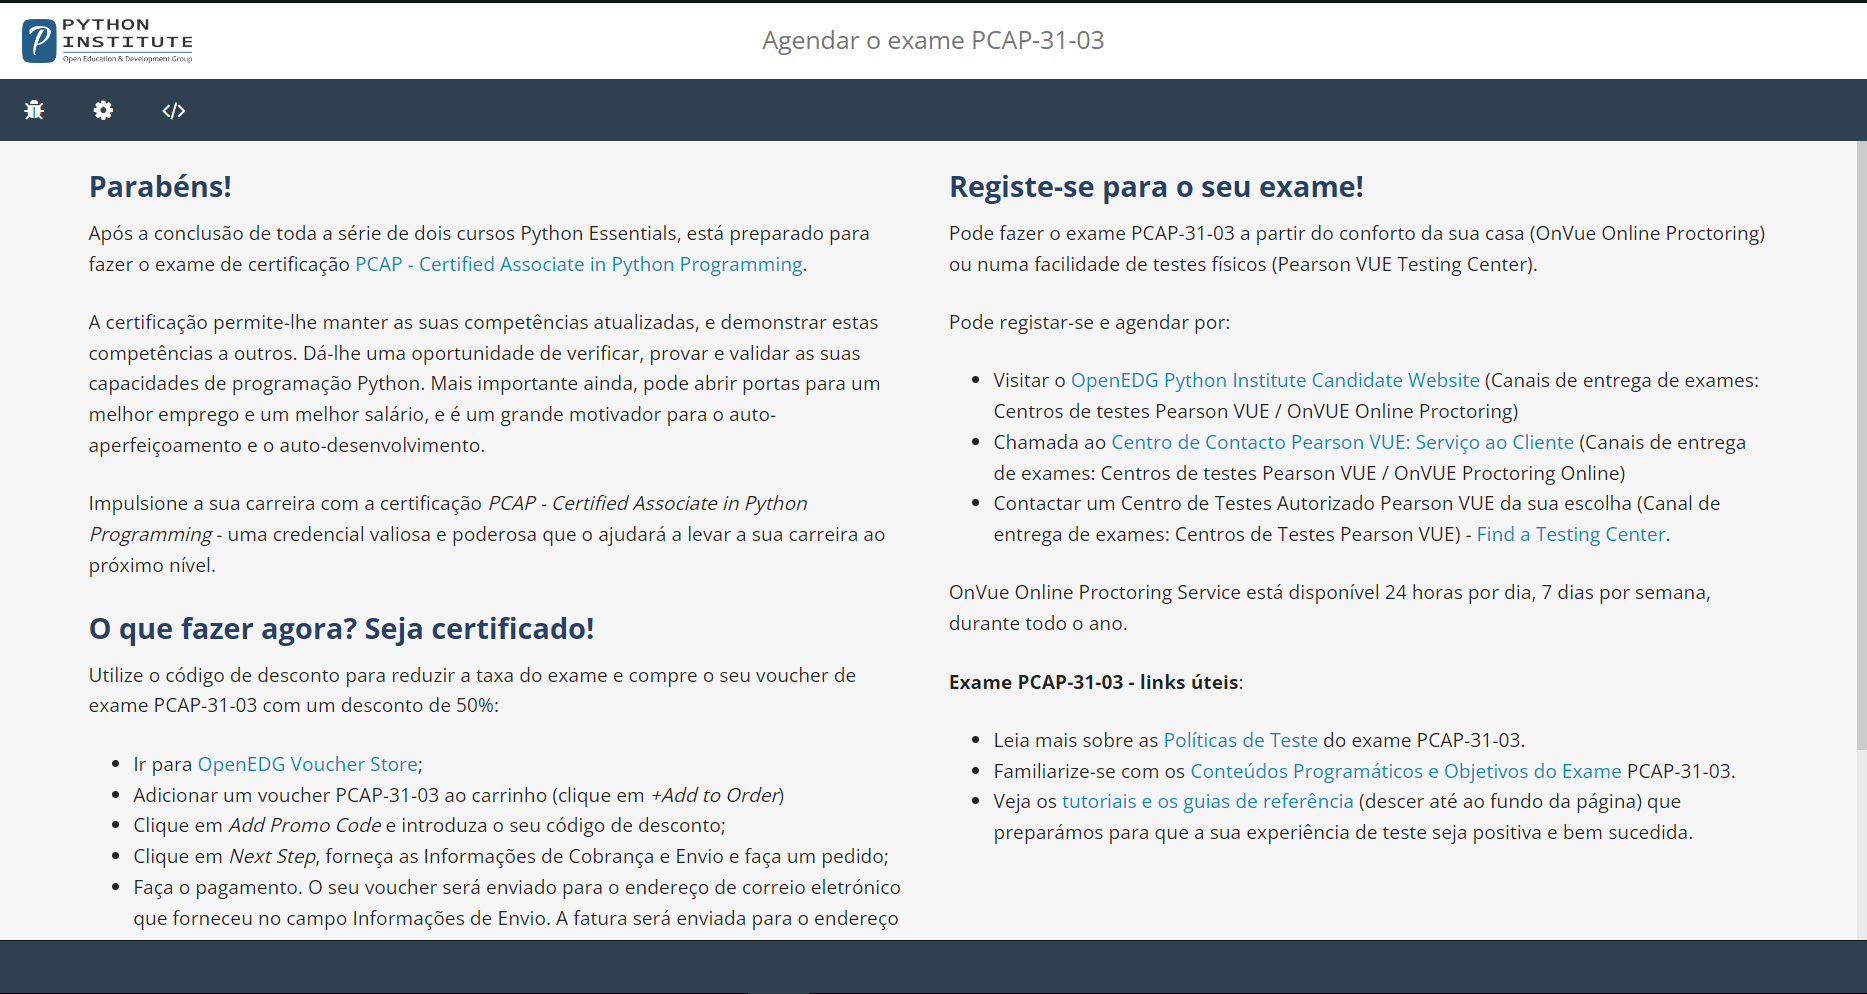 PYTHON
INSTITUTE
Open Education & Development Group
Agendar o exame PCAP-31-03
Parabéns!
Após a conclusão de toda a série de dois cursos Python Essentials, está preparado para
fazer o exame de certificação PCAP - Certified Associate in Python Programming.
A certificação permite-lhe manter as suas competências atualizadas, e demonstrar estas
competências a outros. Dá-lhe uma oportunidade de verificar, provar e validar as suas
capacidades de programação Python. Mais importante ainda, pode abrir portas para um
melhor emprego e um melhor salário, e é um grande motivador para o auto-
aperfeiçoamento e o auto-desenvolvimento.
Impulsione a sua carreira com a certificação PCAP - Certified Associate in Python
Programming - uma credencial valiosa e poderosa que o ajudará a levar a sua carreira ao
próximo nível.
O que fazer agora? Seja certificado!
Utilize o código de desconto para reduzir a taxa do exame e compre o seu voucher de
exame PCAP-31-03 com um desconto de 50%:
• Ir para OpenEDG Voucher Store;
• Adicionar um voucher PCAP-31-03 ao carrinho (clique em +Add to Order)
• Clique em Add Promo Code e introduza o seu código de desconto;
• Clique em Next Step, forneça as Informações de Cobrança e Envio e faça um pedido;
• Faça o pagamento. O seu voucher será enviado para o endereço de correio eletrónico
que forneceu no campo Informações de Envio. A fatura será enviada para o endereço
Registe-se para o seu exame!
Pode fazer o exame PCAP-31-03 a partir do conforto da sua casa (OnVue Online Proctoring)
ou numa facilidade de testes físicos (Pearson VUE Testing Center).
Pode registar-se e agendar por:
• Visitar o OpenEDG Python Institute Candidate Website (Canais de entrega de exames:
Centros de testes Pearson VUE / OnVUE Online Proctoring)
• Chamada ao Centro de Contacto Pearson VUE: Serviço ao Cliente (Canais de entrega
de exames: Centros de testes Pearson VUE / OnVUE Proctoring Online)
• Contactar um Centro de Testes Autorizado Pearson VUE da sua escolha (Canal de
entrega de exames: Centros de Testes Pearson VUE) - Find a Testing Center.
OnVue Online Proctoring Service está disponível 24 horas por dia, 7 dias por semana,
durante todo o ano.
Exame PCAP-31-03 - links úteis:
• Leia mais sobre as Políticas de Teste do exame PCAP-31-03.
• Familiarize-se com os Conteúdos Programáticos e Objetivos do Exame PCAP-31-03.
• Veja os tutoriais e os guias de referência (descer até ao fundo da página) que
preparámos para que a sua experiência de teste seja positiva e bem sucedida.